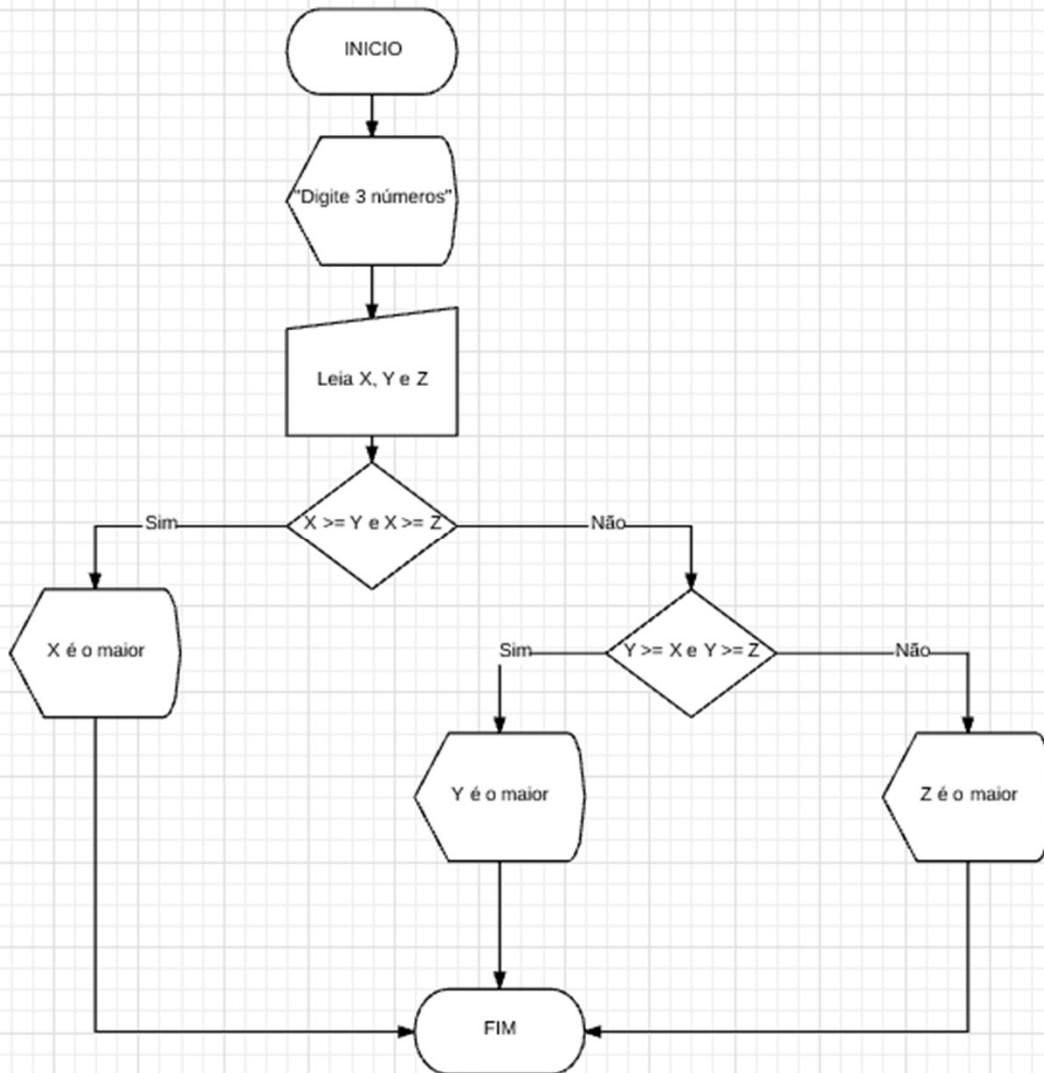 INICIO
"Digite 3 números"
Leia X, Y e Z
X >= Y e X >= Z
Sim
Não
X é o maior
Y >= X e Y >= Z
Sim
Não
Y é o maior
Z é o maior
FIM